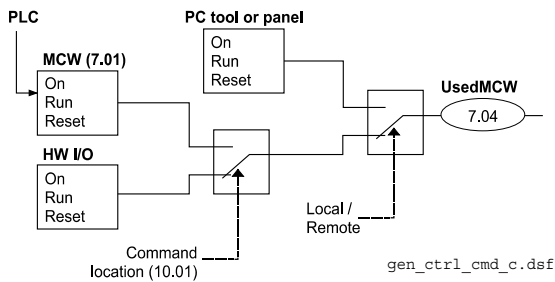 PLC
PC tool or panel
On
Run
Reset
MCW (7.01)
On
Run
Reset
UsedMCW
7.04
HW I/O
On
Run
Reset
Local /
Remote
Command
location (10.01)
gen_ctrl_cmd_c.dsf